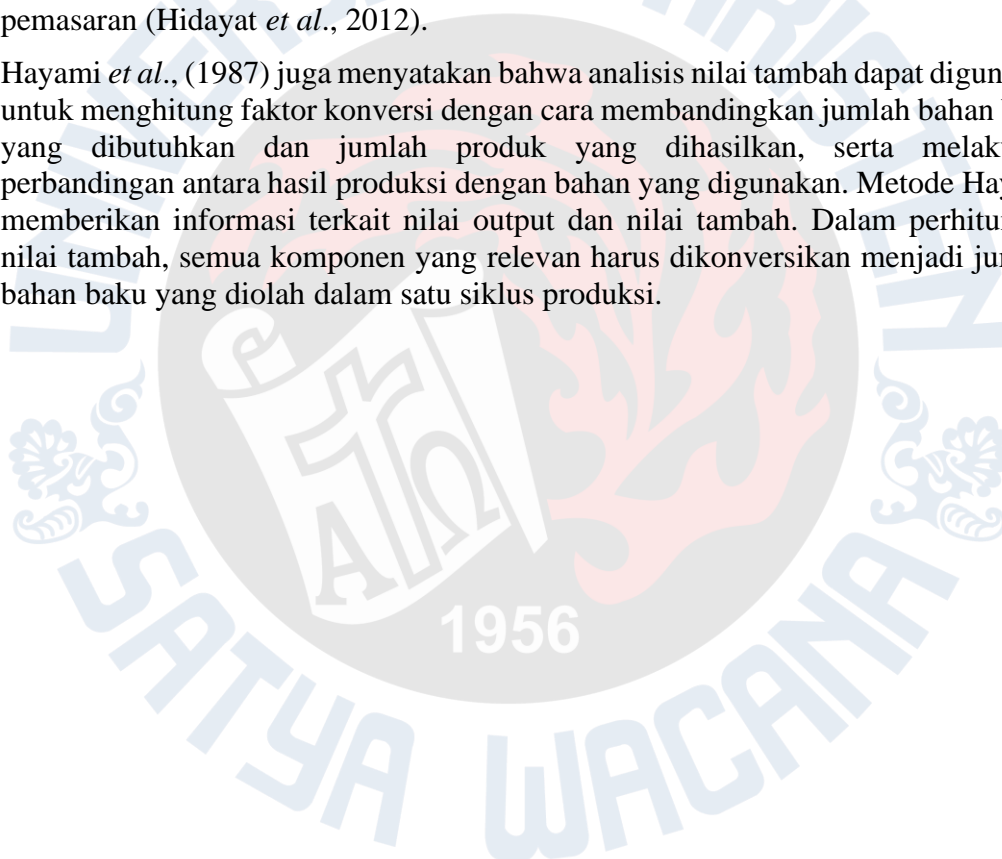 pemasaran (Hidayat et al., 2012).
Hayami et al., (1987) juga menyatakan bahwa analisis nilai tambah dapat digun
untuk menghitung faktor konversi dengan cara membandingkan jumlah bahan
yang dibutuhkan dan jumlah produk yang dihasilkan, serta melak
perbandingan antara hasil produksi dengan bahan yang digunakan. Metode Hay
memberikan informasi terkait nilai output dan nilai tambah. Dalam perhitu
nilai tambah, semua komponen yang relevan harus dikonversikan menjadi ju
bahan baku yang diolah dalam satu siklus produksi.
ΑΩ
1956
SATYA WACANA